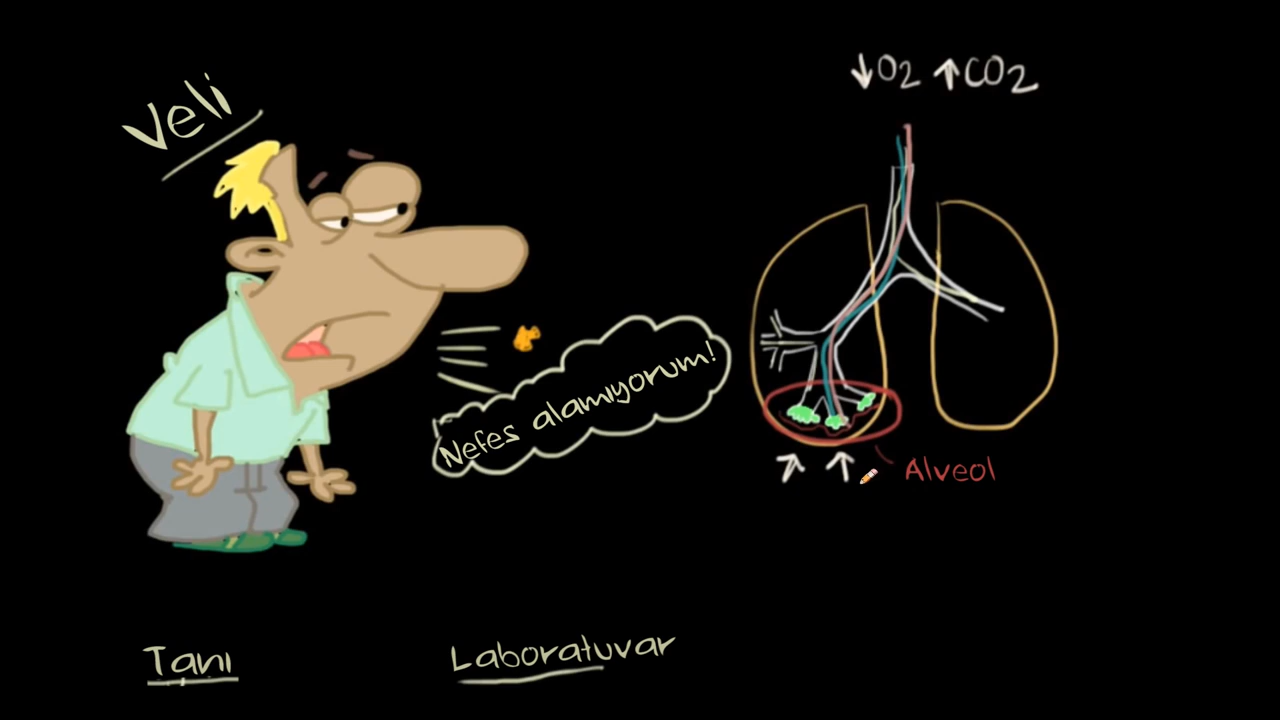 Veli
↓O2 ↑CO2
Nefes alamıyorum!
Alveol
Tanı
Laboratuvar